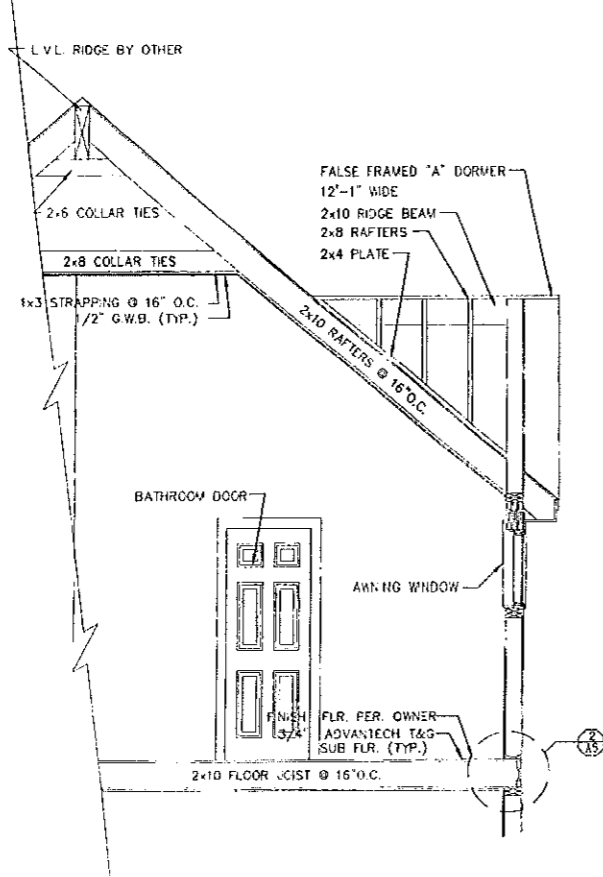 L.V.L. RIDGE BY OTHER
FALSE FRAMED "A" DORMER
12'-1" WIDE
2x10 RIDGE BEAM
2x8 RAFTERS
2x4 PLATE
2x6 COLLAR TIES
2x8 COLLAR TIES
1x3 STRAPPING @ 16" O.C.
1/2" G.W.B. (TYP.)
2x10 RAFTERS @ 16"O.C.
BATHROOM DOOR
AWNING WINDOW
FINISH FLR. PER. OWNER
3/4" ADVANTECH T&G
SUB FLR. (TYP.)
2
A5
2x10 FLOOR JOIST @ 16"O.C.